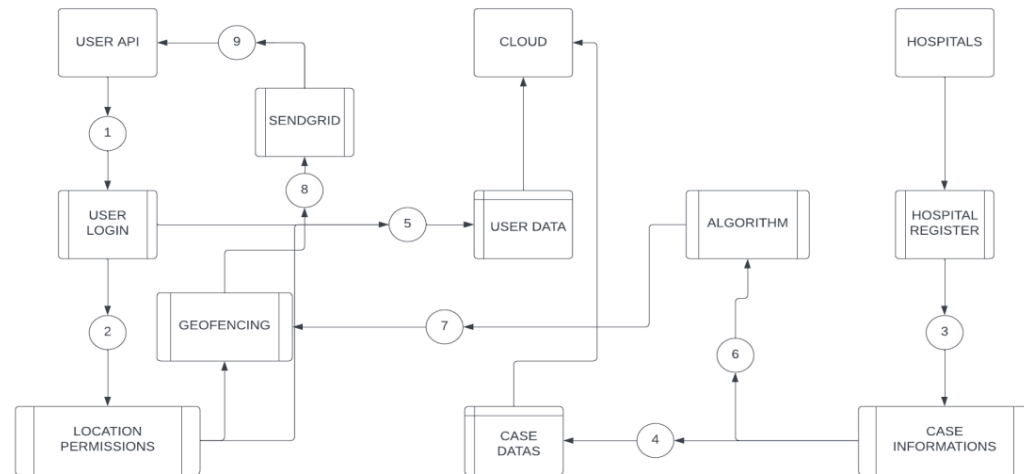 USER API
9
CLOUD
HOSPITALS
SENDGRID
1
8
USER
LOGIN
5
USER DATA
ALGORITHM
HOSPITAL
REGISTER
GEOFENCING
7
2
3
6
LOCATION
PERMISSIONS
CASE
DATAS
4
CASE
INFORMATIONS